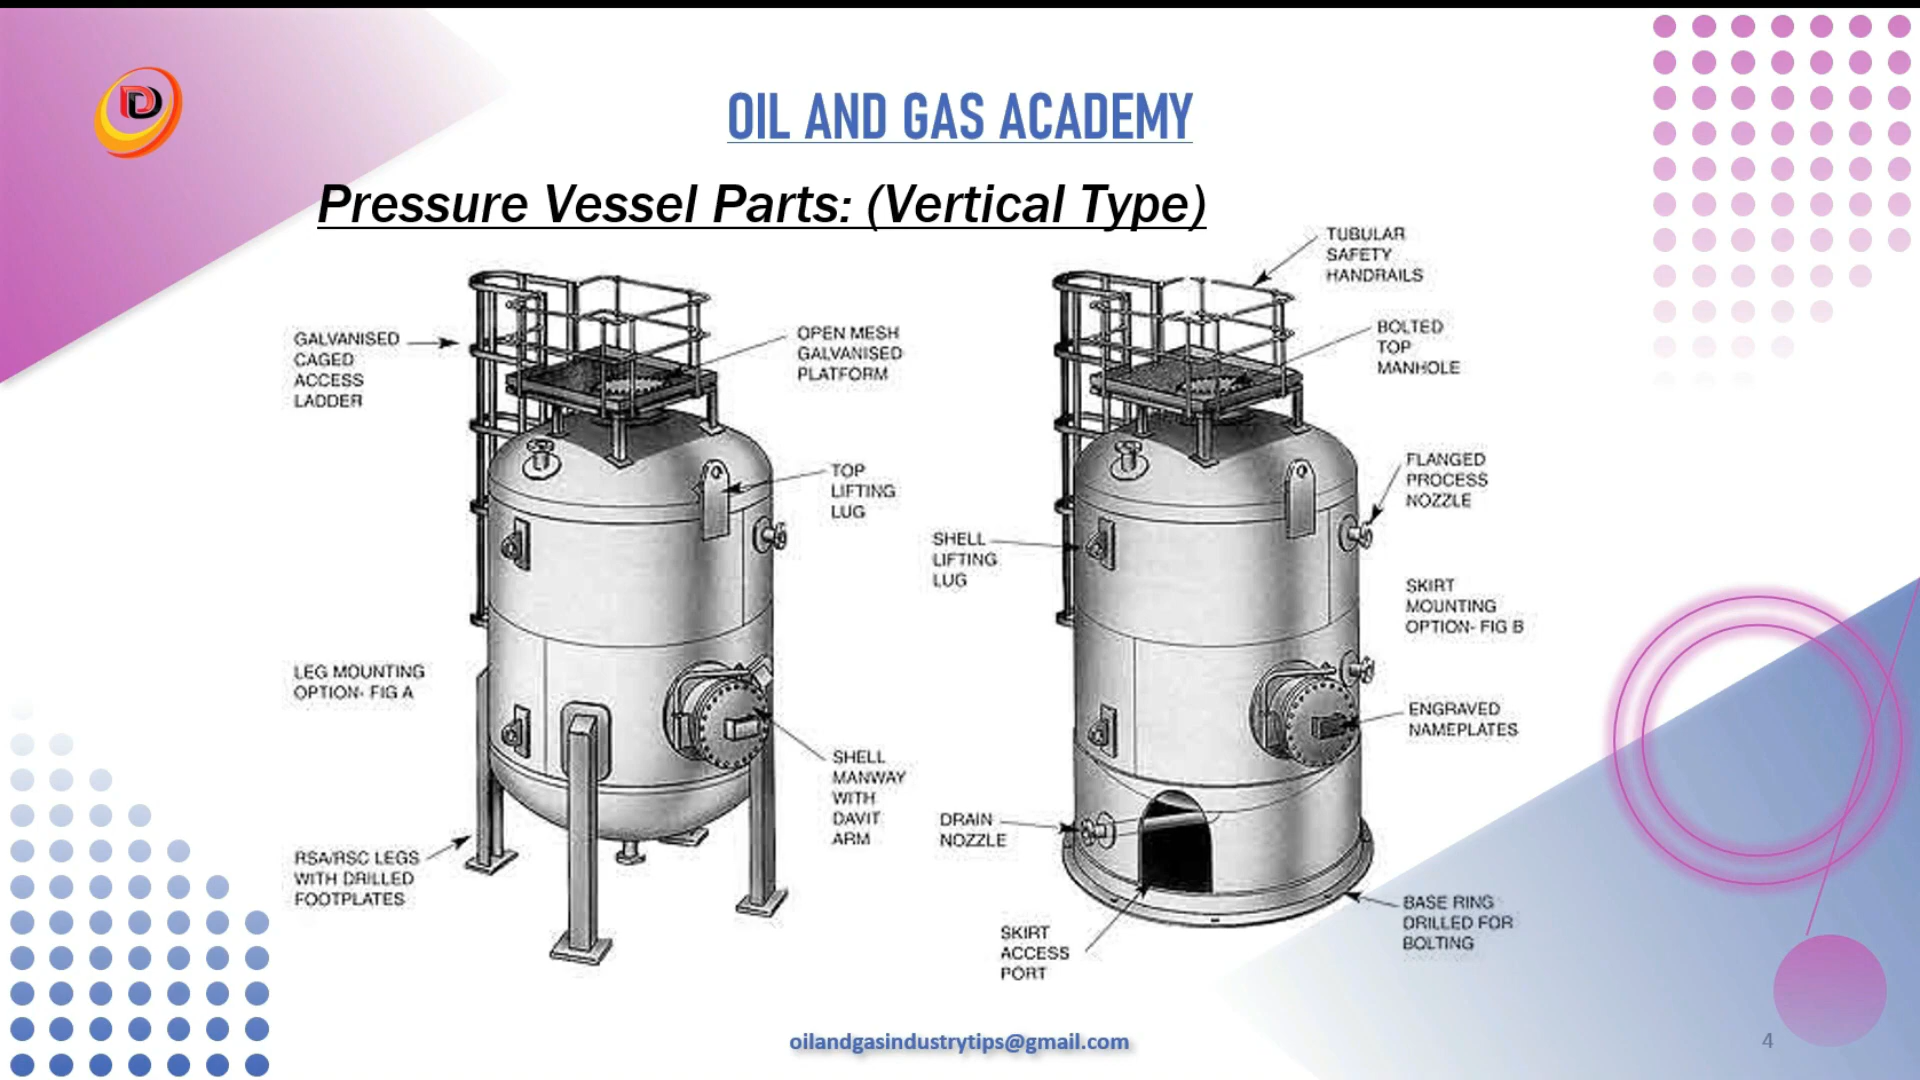 D
OIL AND GAS ACADEMY
Pressure Vessel Parts: (Vertical Type)
GALVANISED
CAGED
ACCESS
LADDER
OPEN MESH
GALVANISED
PLATFORM
TOP
LIFTING
LUG
LEG MOUNTING
OPTION- FIG A
SHELL
MANWAY
WITH
DAVIT
ARM
RSA/RSC LEGS
WITH DRILLED
FOOTPLATES
TUBULAR
SAFETY
HANDRAILS
BOLTED
TOP
MANHOLE
FLANGED
PROCESS
NOZZLE
SHELL
LIFTING
LUG
SKIRT
MOUNTING
OPTION- FIG B
ENGRAVED
NAMEPLATES
DRAIN
NOZZLE
SKIRT
ACCESS
PORT
BASE RING
DRILLED FOR
BOLTING
oilandgasindustrytips@gmail.com
4